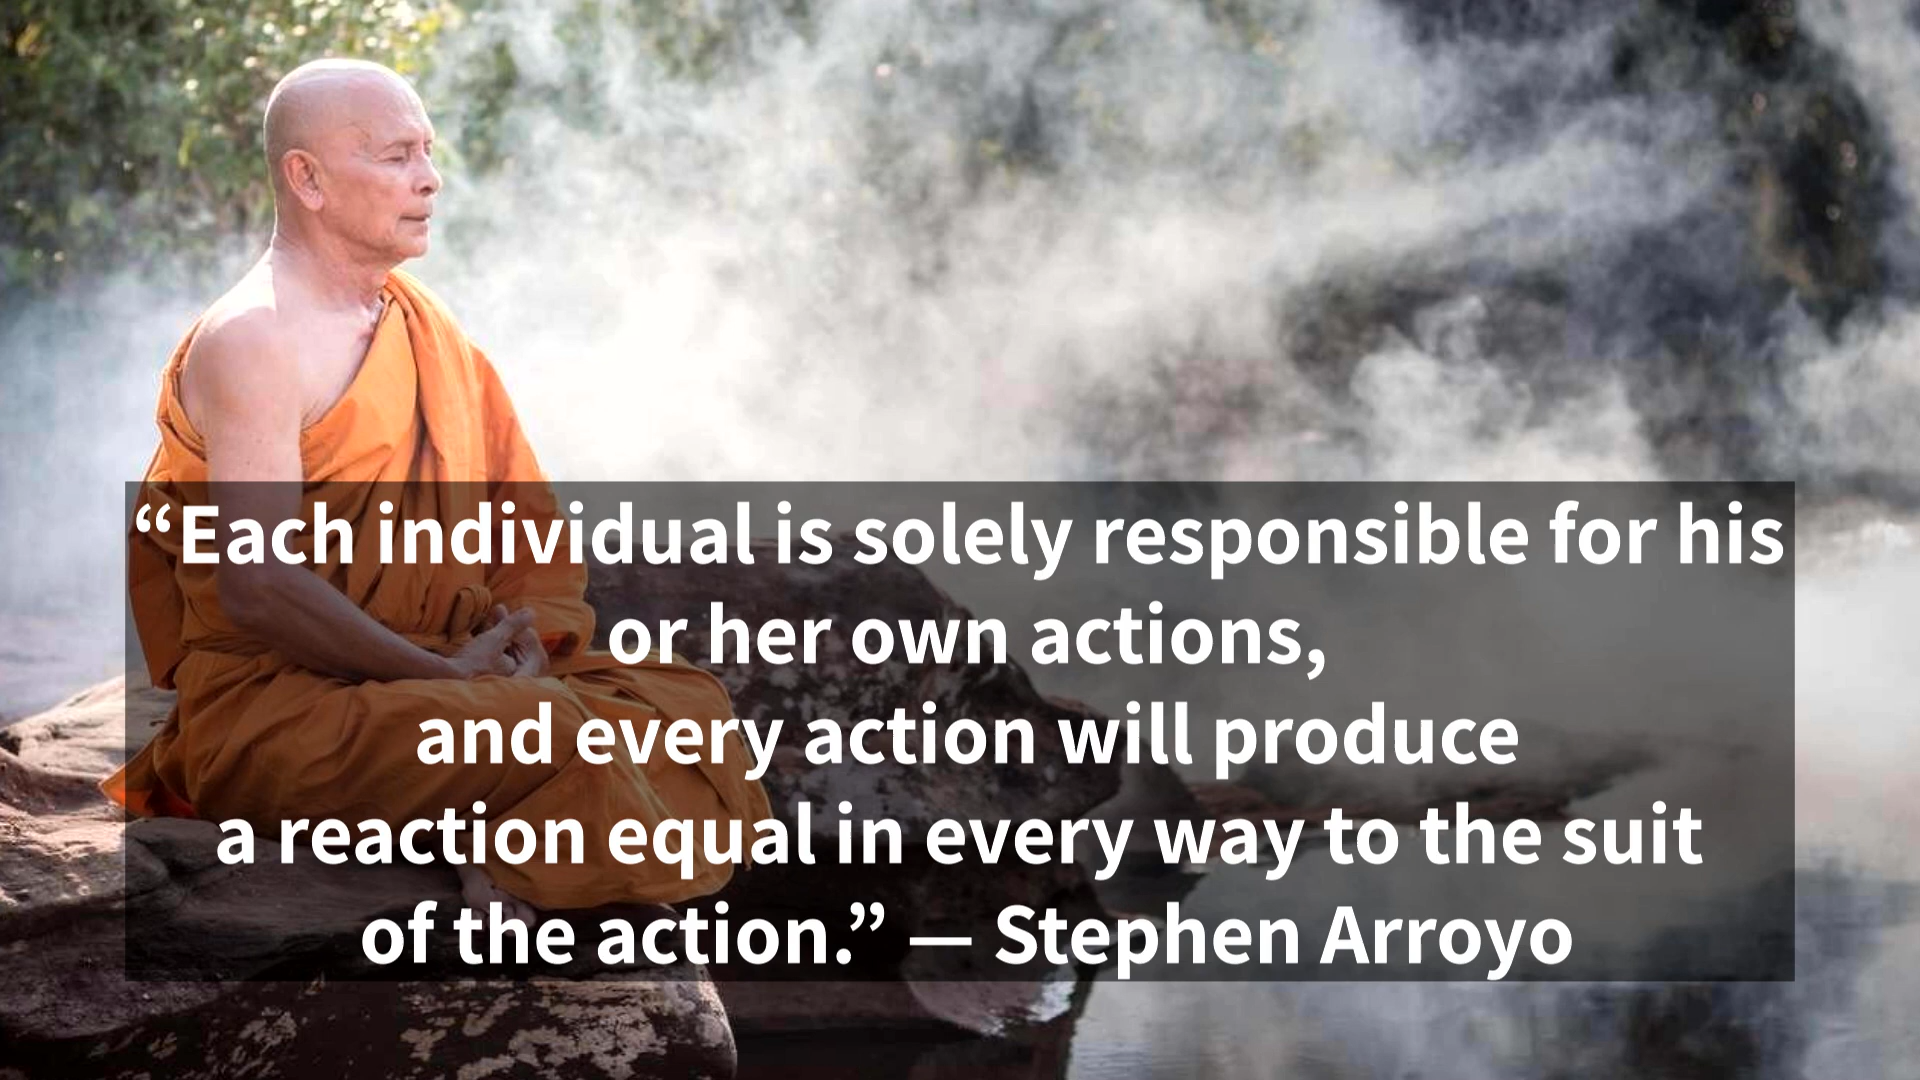 “Each individual is solely responsible for his
or her own actions,
and every action will produce
a reaction equal in every way to the suit
of the action.” — Stephen Arroyo